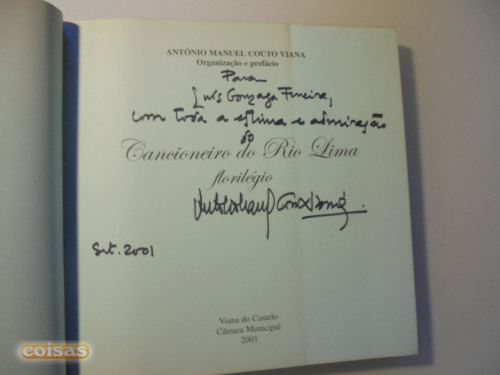 ANTÓNIO MANUEL COUTO VIANA
Organização e prefácio
Para
Luís Gonzaga Ferreira,
com toda a estima e admiração
do
Cancioneiro do Rio Lima
florilégio
Set. 2001
Viana do Castelo
Câmara Municipal
2001
coisas